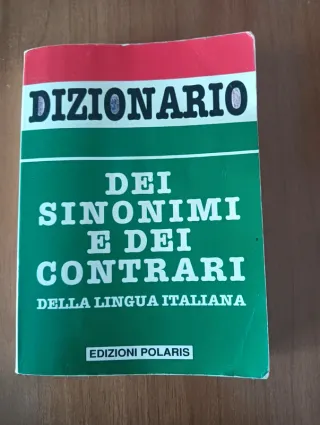 DIZIONARIO
DEI
SINONIMI
E DEI
CONTRARI
DELLA LINGUA ITALIANA
EDIZIONI POLARIS